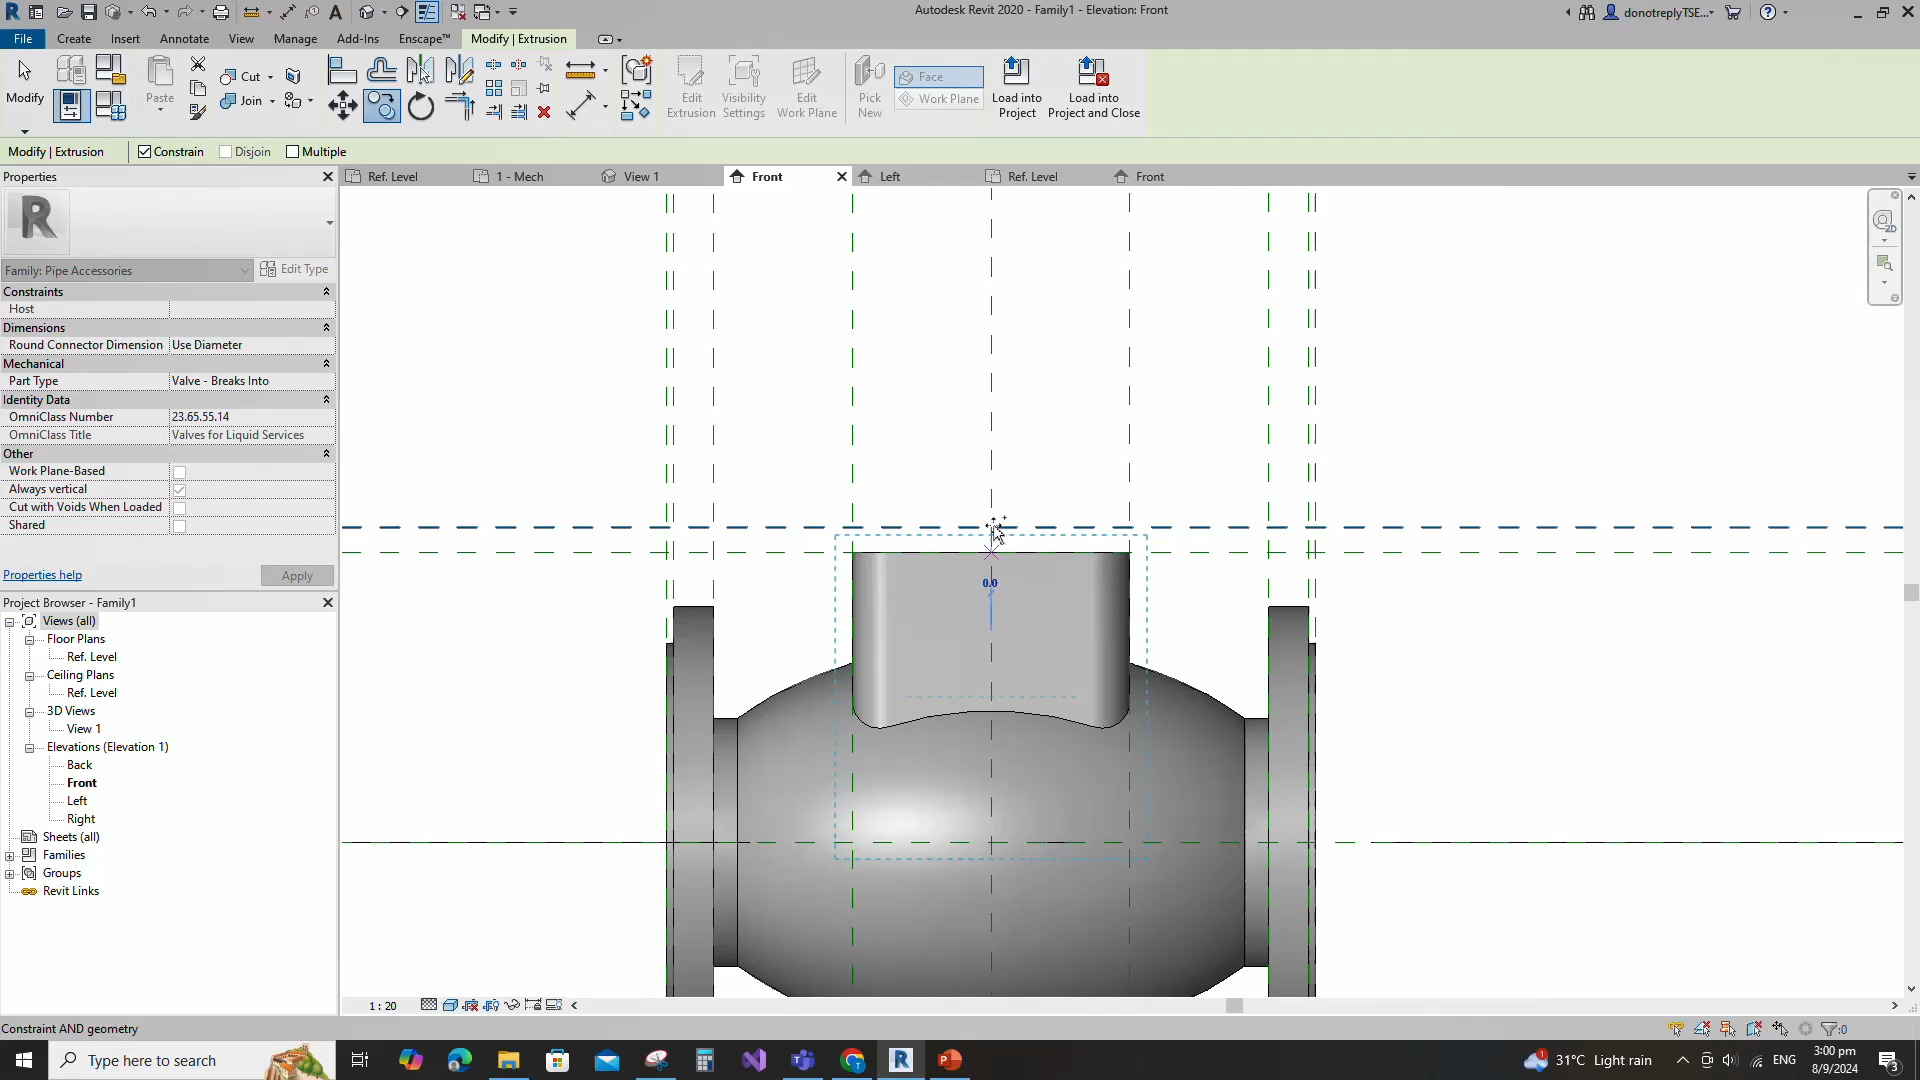 Autodesk Revit 2020 - Family1 - Elevation: Front
donotreplyTSE...
File
Create
Insert
Annotate
View
Manage
Add-Ins
Enscape™
Modify | Extrusion
Modify
Paste
Cut
Join
Edit
Extrusion
Visibility
Settings
Edit
Work Plane
Pick
New
Face
Work Plane
Load into
Project
Load into
Project and Close
Modify | Extrusion
Constrain
Disjoin
Multiple
Properties
Ref. Level
1 - Mech
View 1
Front
Left
Ref. Level
Front
Family: Pipe Accessories
Edit Type
Constraints
Host
Dimensions
Round Connector Dimension
Use Diameter
Mechanical
Part Type
Valve - Breaks Into
Identity Data
OmniClass Number
23.65.55.14
OmniClass Title
Valves for Liquid Services
Other
Work Plane-Based
Always vertical
Cut with Voids When Loaded
Shared
Properties help
Apply
Project Browser - Family1
Views (all)
Floor Plans
Ref. Level
Ceiling Plans
Ref. Level
3D Views
View 1
Elevations (Elevation 1)
Back
Front
Left
Right
Sheets (all)
Families
Groups
Revit Links
2D
0.0
1 : 20
Constraint AND geometry
:0
Type here to search
31°C Light rain
ENG
3:00 pm
8/9/2024
3